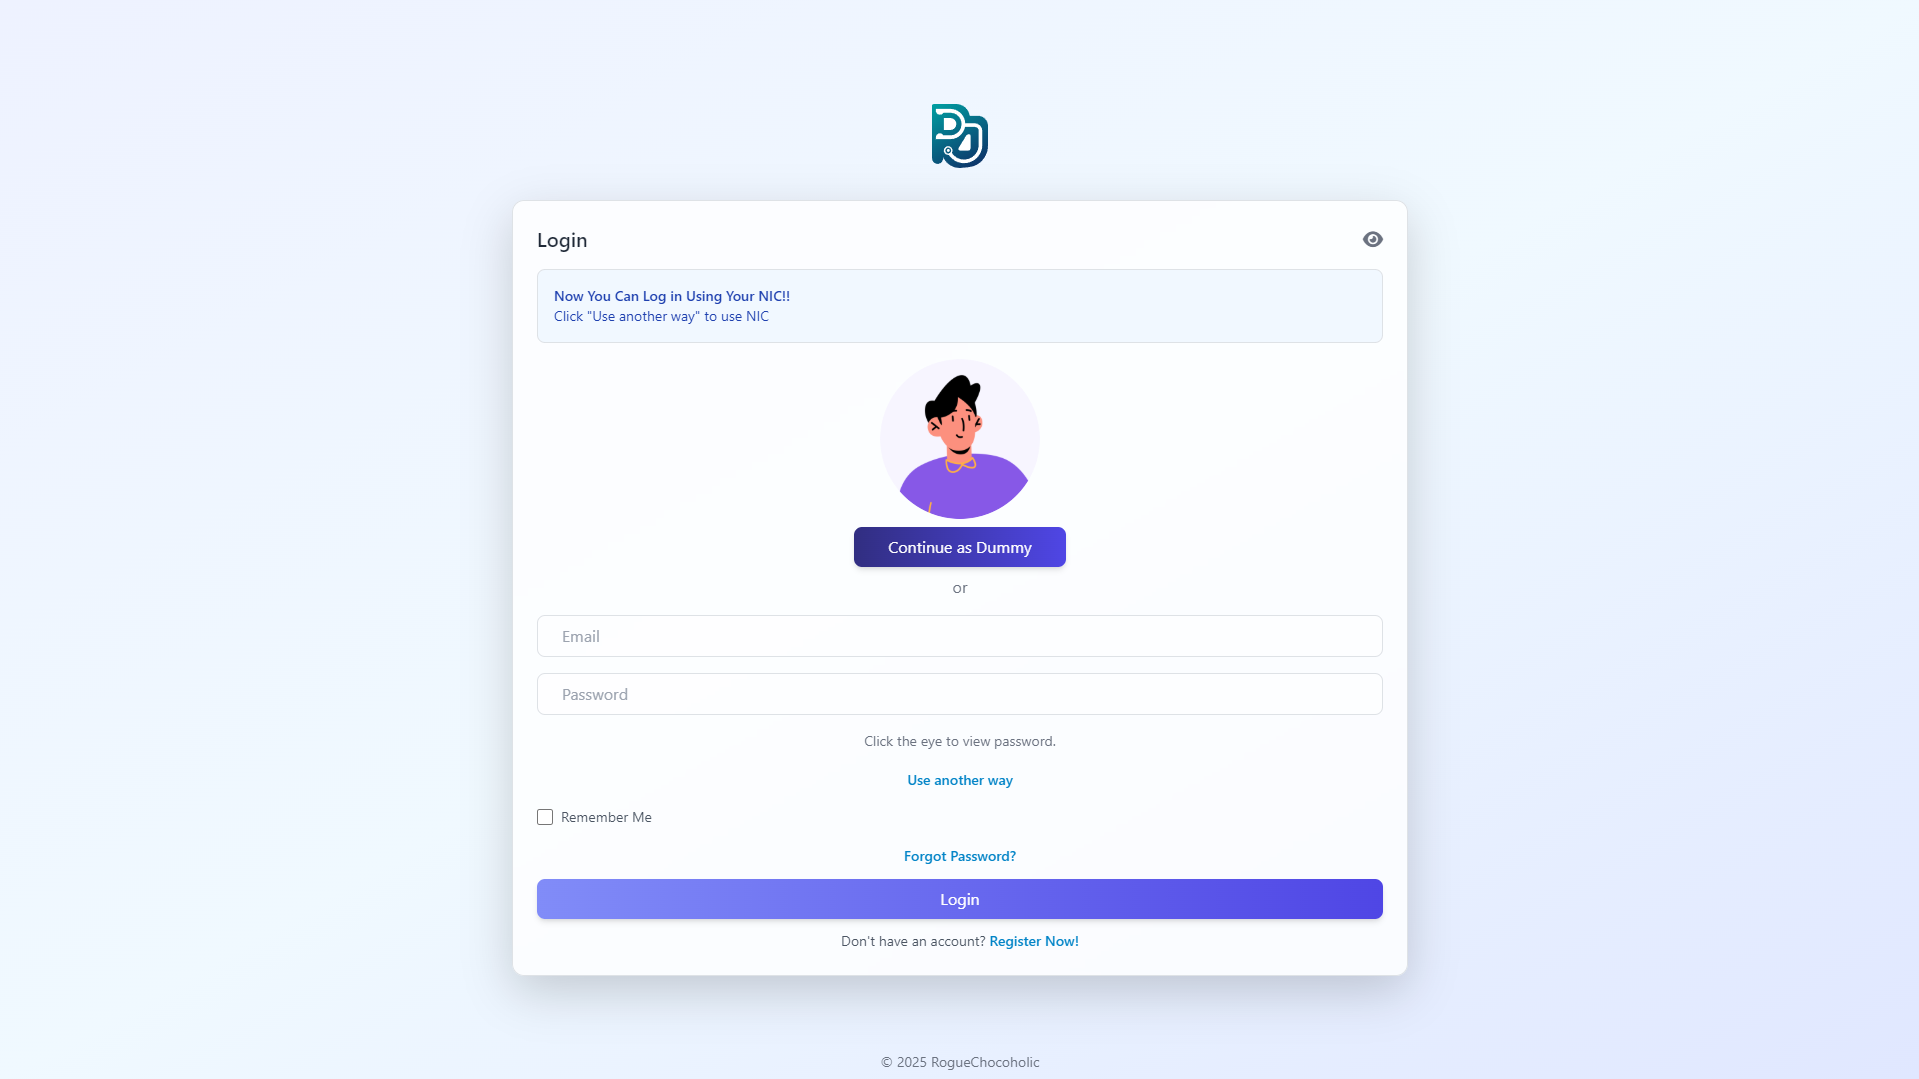 Login
Now You Can Log in Using Your NIC!!
Click "Use another way" to use NIC
Continue as Dummy
or
Email
Password
Click the eye to view password.
Use another way
Remember Me
Forgot Password?
Login
Don't have an account? Register Now!
© 2025 RogueChocoholic